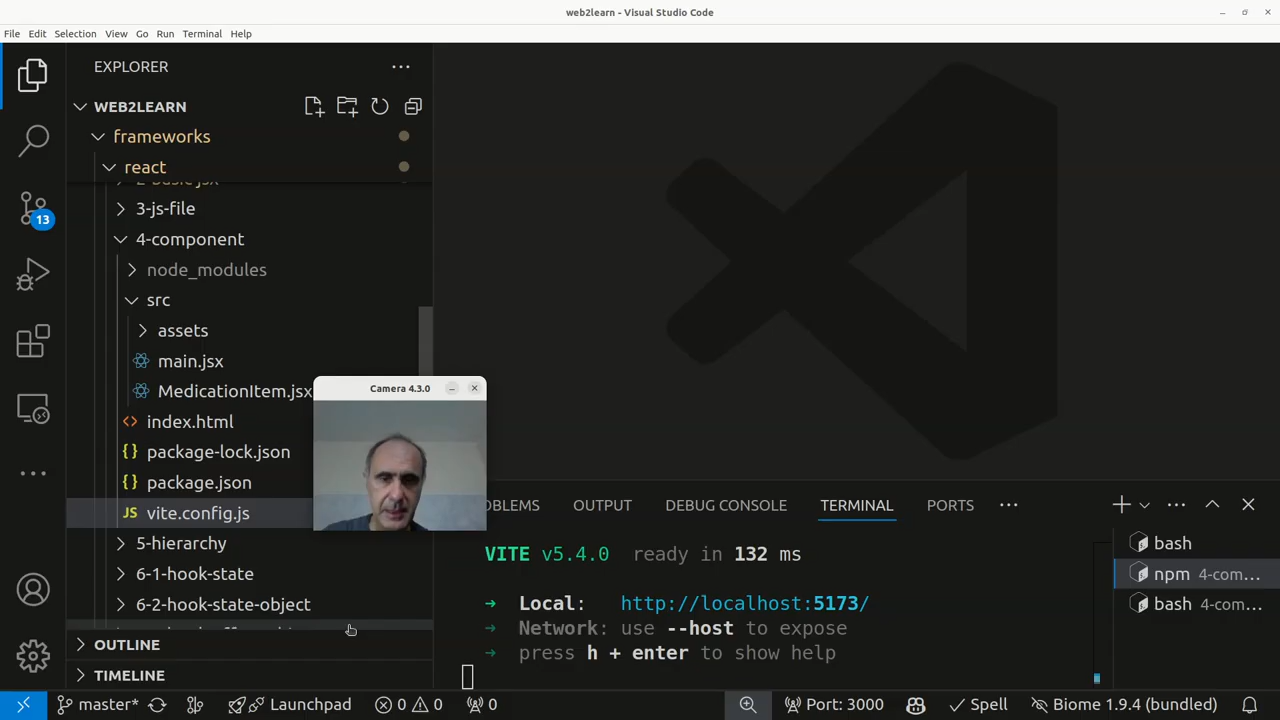 web2learn - Visual Studio Code
File Edit Selection View Go Run Terminal Help
EXPLORER
WEB2LEARN
frameworks
react
2-basic.jsx
3-js-file
4-component
node_modules
src
assets
main.jsx
MedicationItem.jsx
index.html
package-lock.json
package.json
JS vite.config.js
5-hierarchy
6-1-hook-state
6-2-hook-state-object
OUTLINE
TIMELINE
13
Camera 4.3.0
OBLEMS OUTPUT DEBUG CONSOLE TERMINAL PORTS
VITE v5.4.0 ready in 132 ms
➜ Local: http://localhost:5173/
➜ Network: use --host to expose
➜ press h + enter to show help
bash
npm 4-com...
bash 4-com...
master* Launchpad 0 0 0 Port: 3000 Spell Biome 1.9.4 (bundled)